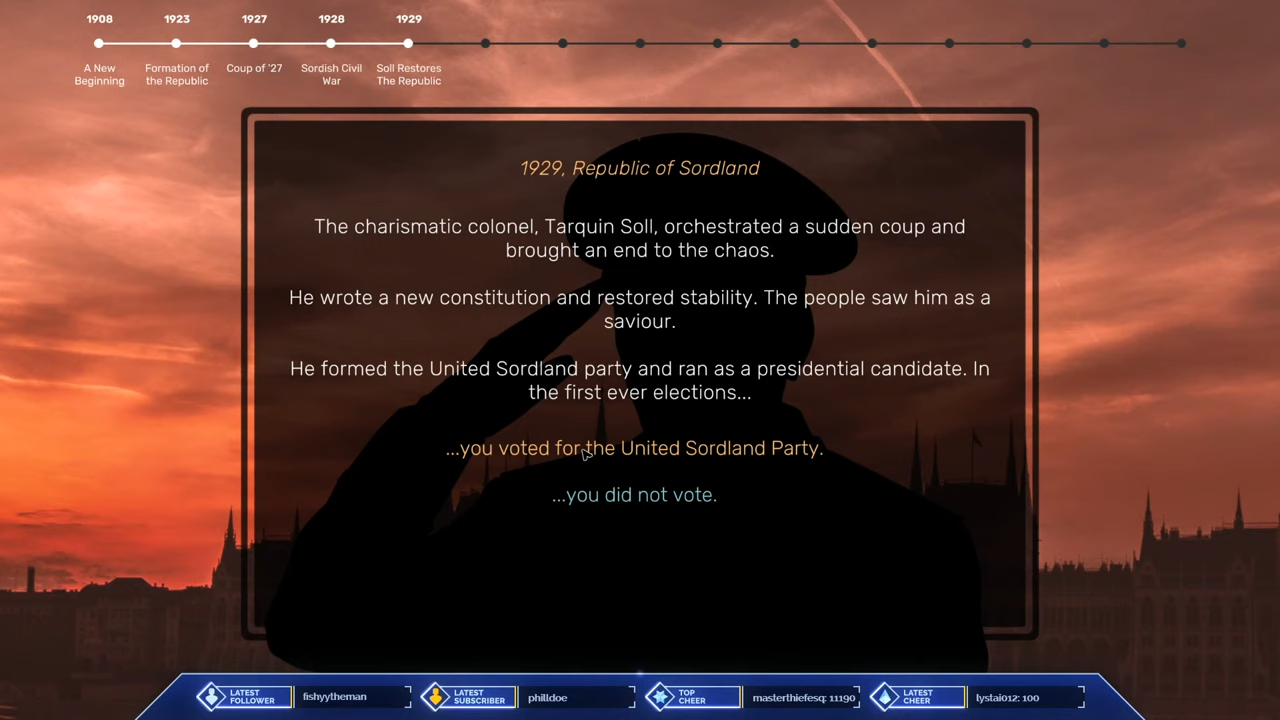 1908 1923 1927 1928 1929
A New Formation of Coup of '27 Sordish Civil Soll Restores
Beginning the Republic War The Republic
1929, Republic of Sordland
The charismatic colonel, Tarquin Soll, orchestrated a sudden coup and
brought an end to the chaos.
He wrote a new constitution and restored stability. The people saw him as a
saviour.
He formed the United Sordland party and ran as a presidential candidate. In
the first ever elections...
...you voted for the United Sordland Party.
...you did not vote.
LATEST FOLLOWER fishyytheman
LATEST SUBSCRIBER philldoe
TOP CHEER masterthiefesq: 11190
LATEST CHEER lystai012: 100